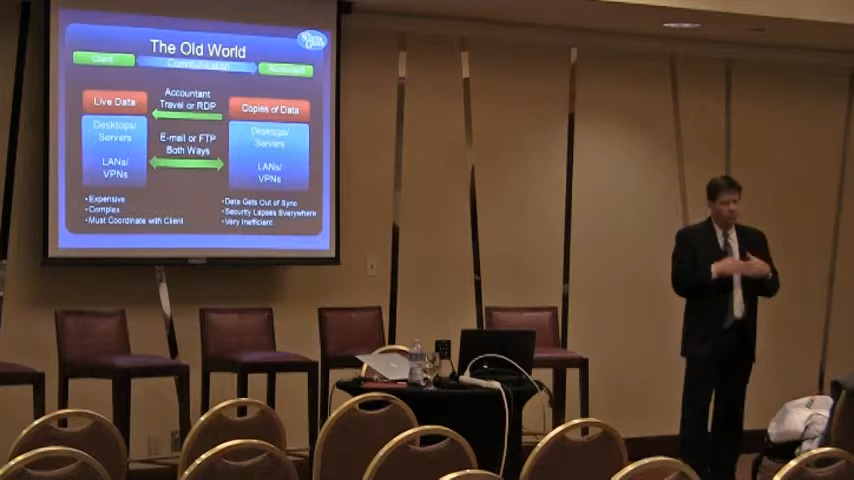 The Old World
Client
Communication
Accountant
Live Data
Accountant
Travel or RDP
Copies of Data
Desktops/
Servers
LANs/
VPNs
E-mail or FTP
Both Ways
Desktops/
Servers
LANs/
VPNs
•Expensive
•Complex
•Must Coordinate with Client
•Data Gets Out of Sync
•Security Lapses Everywhere
•Very Inefficient